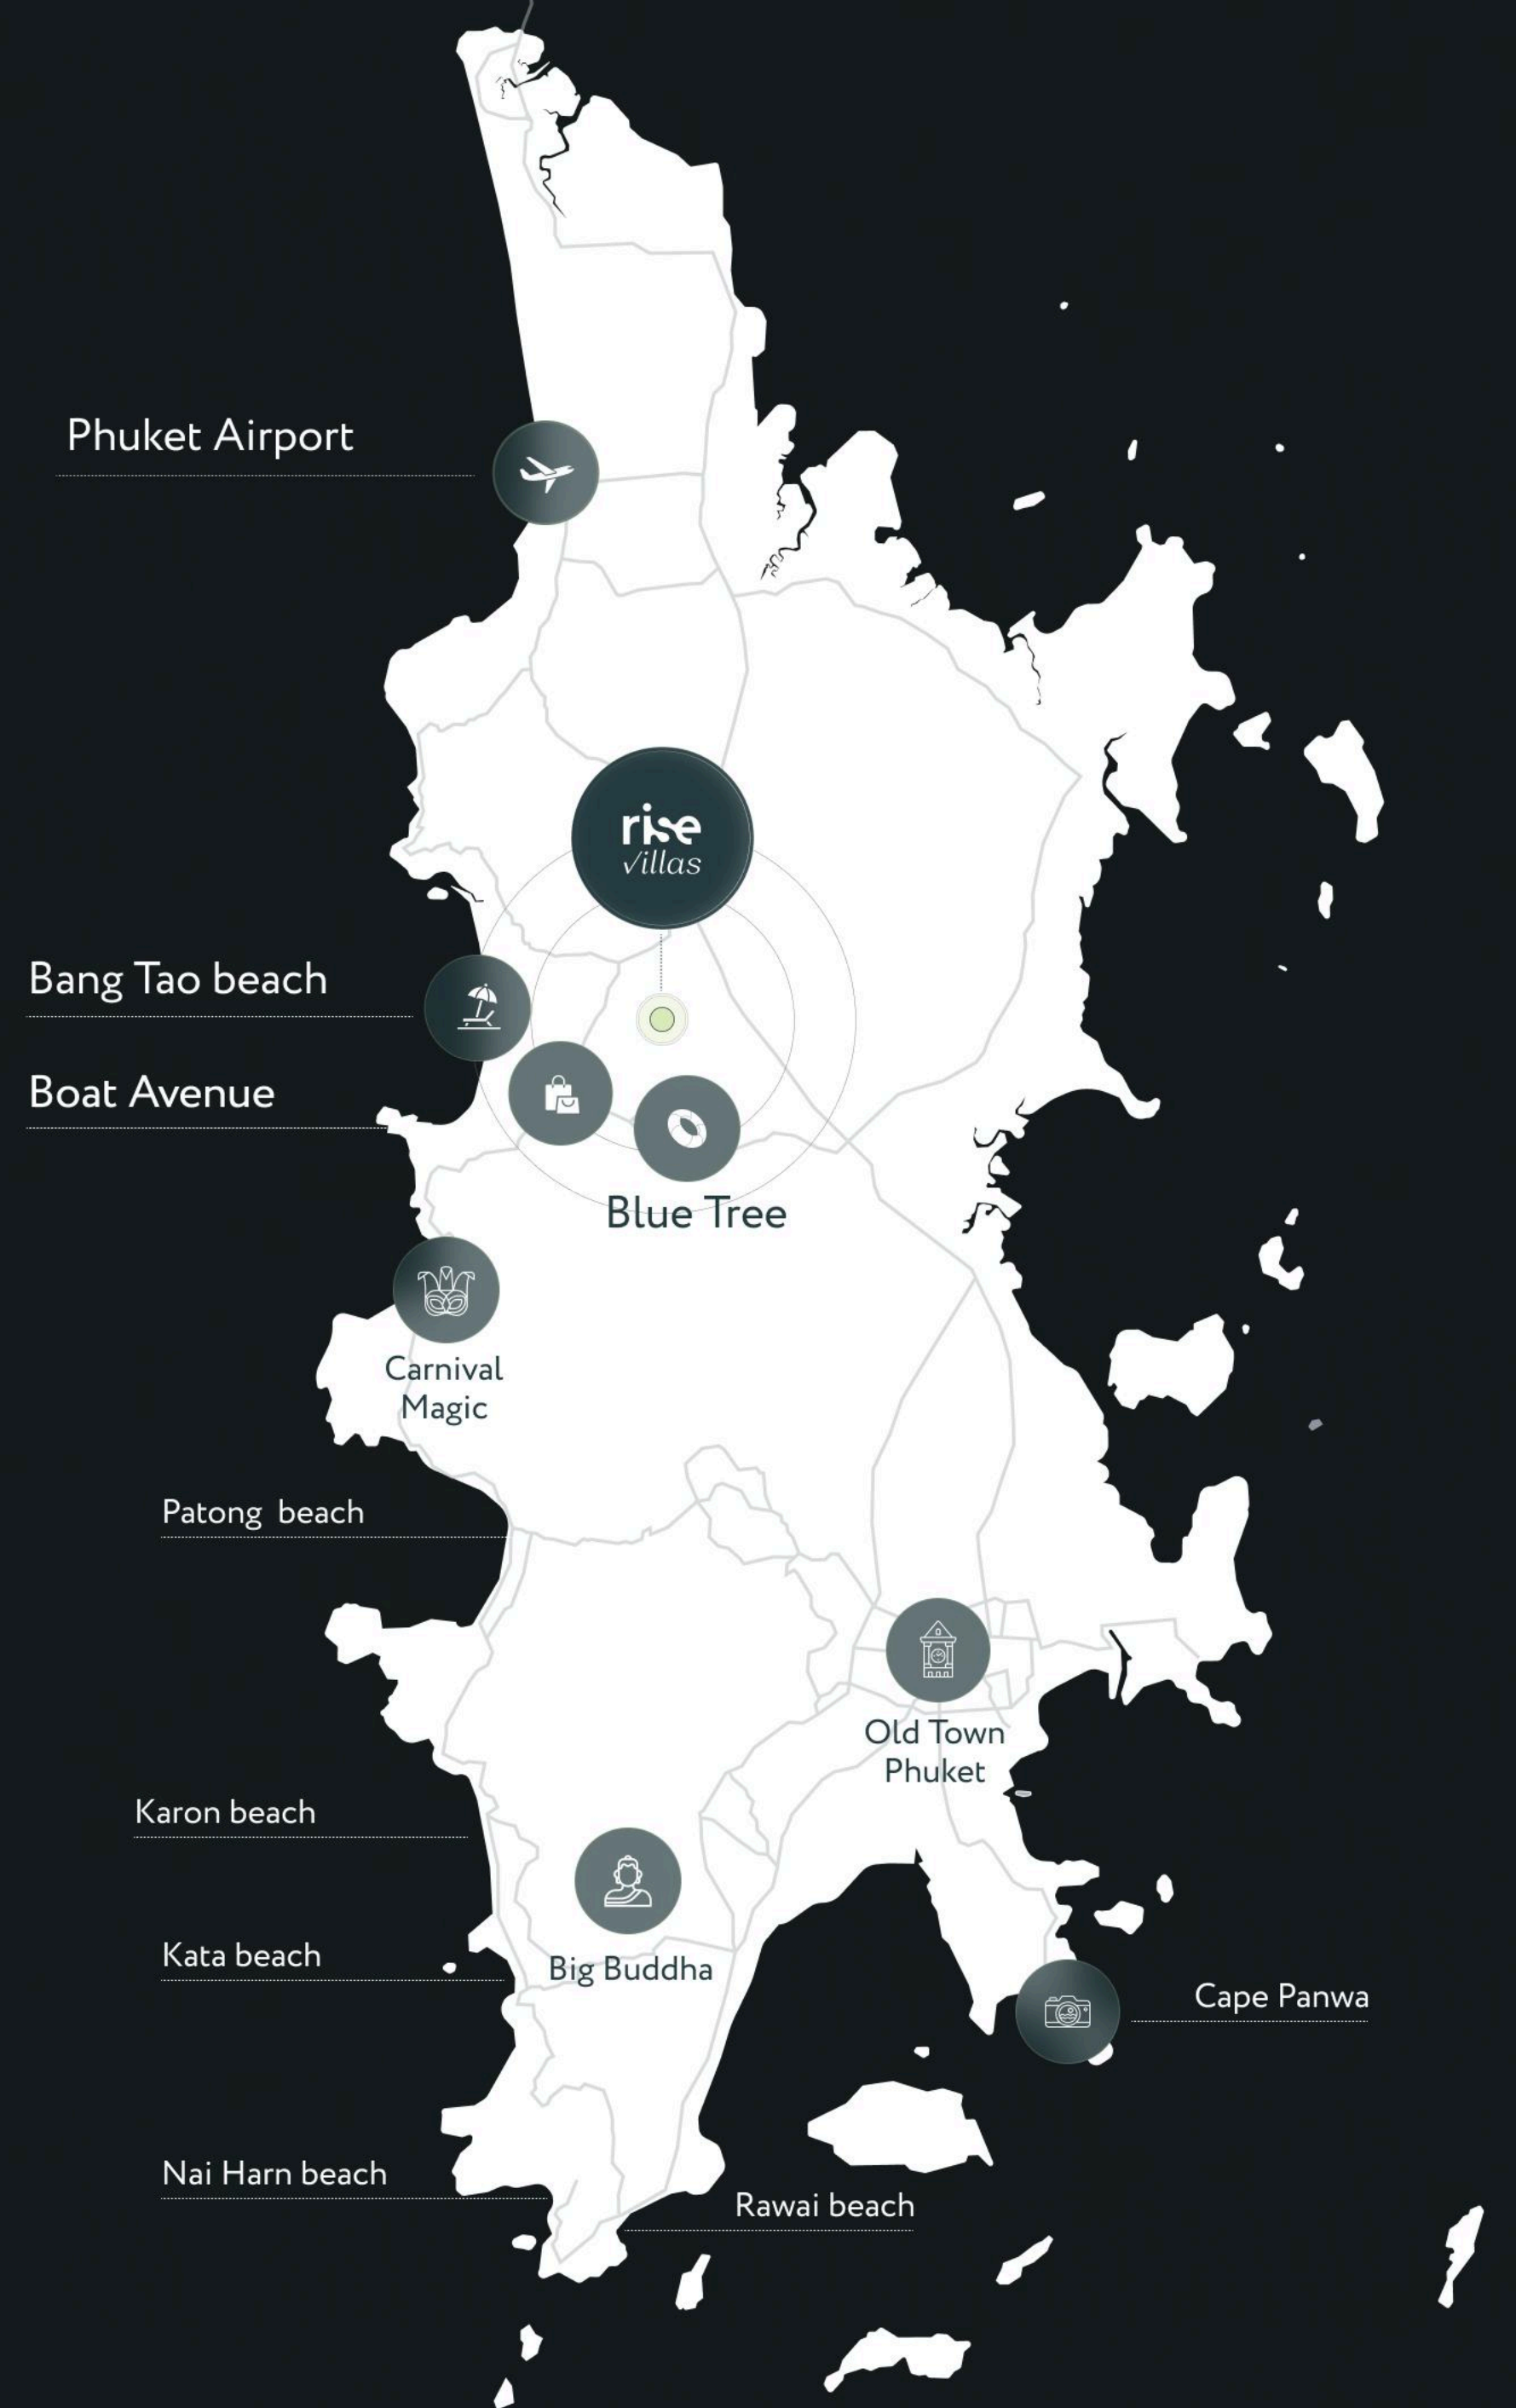 Phuket Airport
rise
villas
Bang Tao beach
Boat Avenue
Blue Tree
Carnival
Magic
Patong beach
Old Town
Phuket
Karon beach
Big Buddha
Kata beach
Cape Panwa
Nai Harn beach
Rawai beach